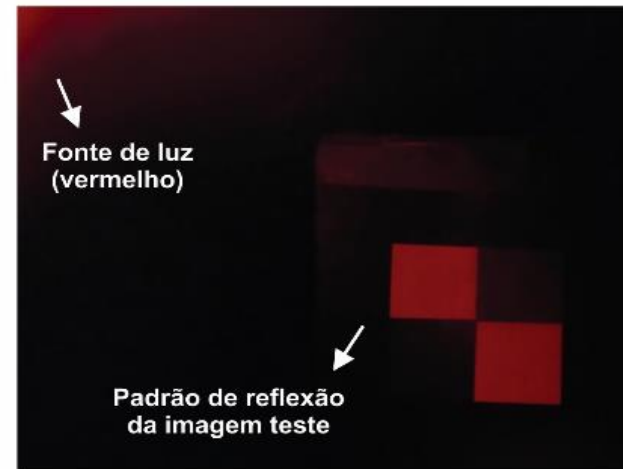 Fonte de luz
(vermelho)
Padrão de reflexão
da imagem teste